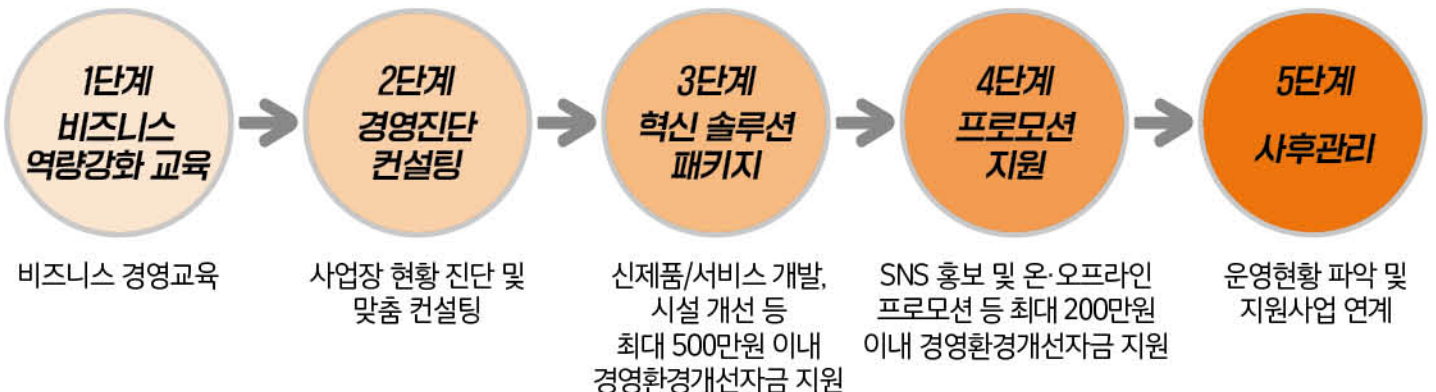 1단계
비즈니스
역량강화 교육
비즈니스 경영교육
2단계
경영진단
컨설팅
사업장 현황 진단 및
맞춤 컨설팅
3단계
혁신 솔루션
패키지
신제품/서비스 개발,
시설 개선 등
최대 500만원 이내
경영환경개선자금 지원
4단계
프로모션
지원
SNS 홍보 및 온·오프라인
프로모션 등 최대 200만원
이내 경영환경개선자금 지원
5단계
사후관리
운영현황 파악 및
지원사업 연계